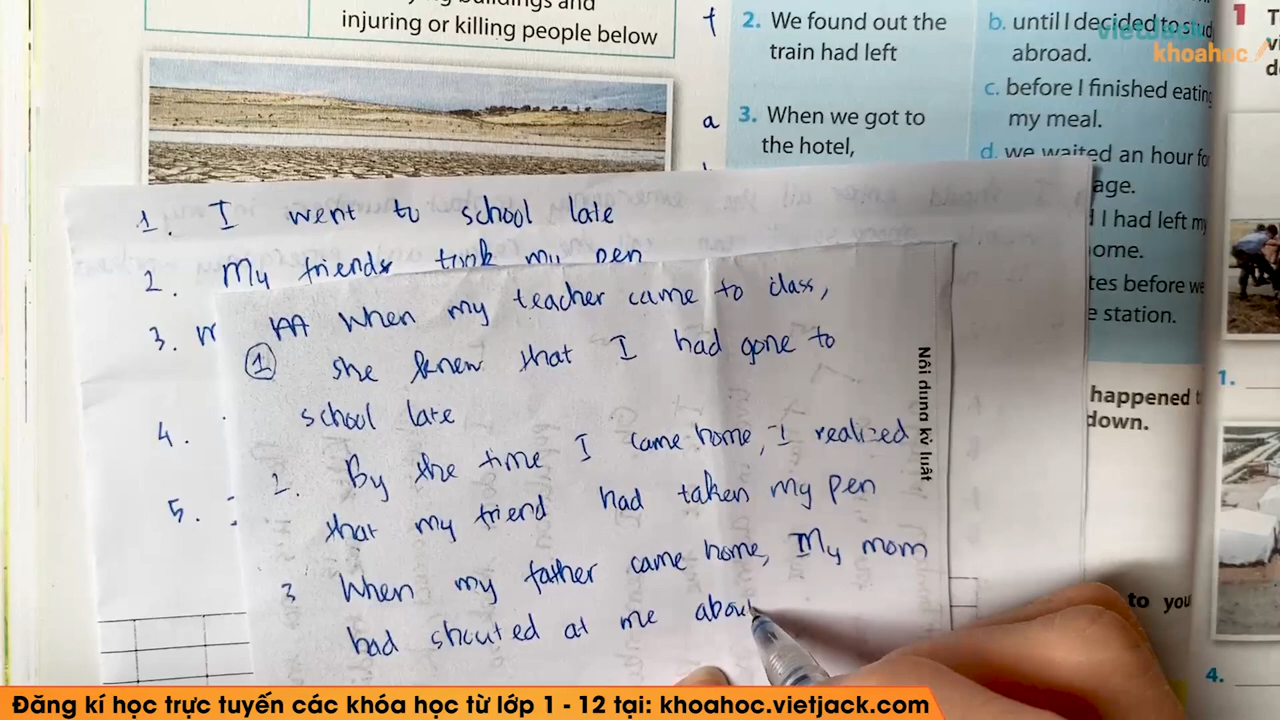 buildings and
injuring or killing people below
f
2. We found out the
train had left
a
3. When we got to
the hotel,
b. until I decided to
abroad.
c. before I finished eating
my meal.
d. we waited an hour
age.
I had left my
ome.
tes before we
e station.
happened
down.
to you
1
1.
4.
vietjack
khoahoc
1. I went to school late
2. My friends took my pen
3.
4.
5.
When my teacher came to class,
1 she knew that I had gone to
school late
2. By the time I came home, I realized
that my friend had taken my pen
3 When my father came home, My mom
had shouted at me about
Nội dung kỷ luật
Đăng kí học trực tuyến các khóa học từ lớp 1 - 12 tại: khoahoc.vietjack.com